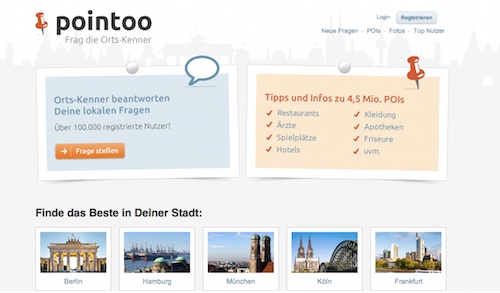 pointoo
Frag die Orts-Kenner
Login Registrieren
Neue Fragen · POIs · Fotos · Top Nutzer
Orts-Kenner beantworten
Deine lokalen Fragen
Über 100.000 registrierte Nutzer!
Frage stellen
Tipps und Infos zu 4,5 Mio. POIs
Restaurants
Ärzte
Spielplätze
Hotels
Kleidung
Apotheken
Friseure
uvm.
Finde das Beste in Deiner Stadt:
Berlin
Hamburg
München
Köln
Frankfurt